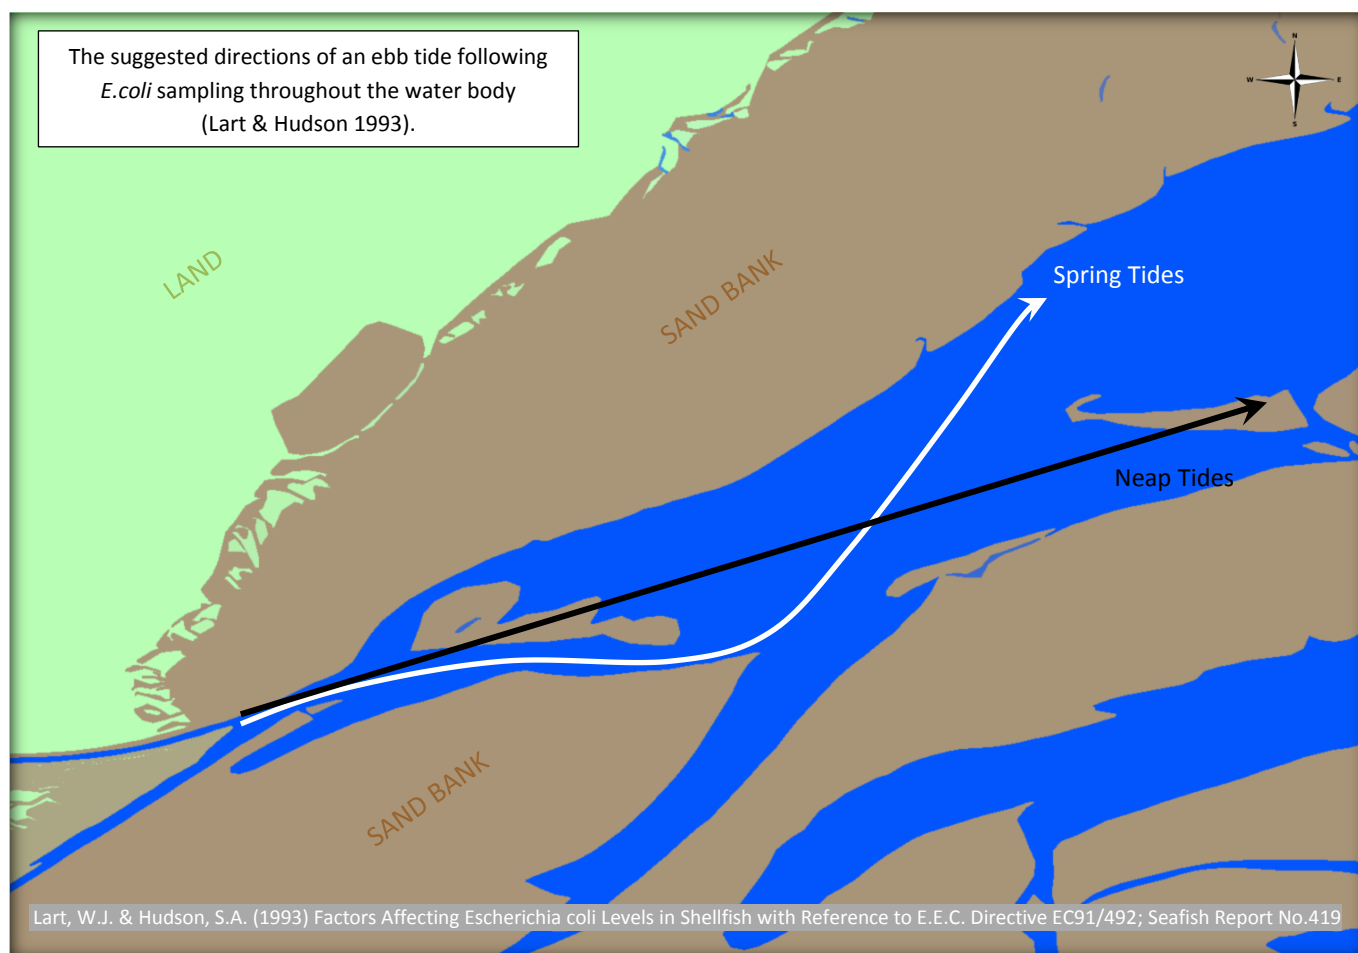 The suggested directions of an ebb tide following
E.coli sampling throughout the water body
(Lart & Hudson 1993).
N
W
E
S
LAND
SAND BANK
Spring Tides
Neap Tides
SAND BANK
Lart, W.J. & Hudson, S.A. (1993) Factors Affecting Escherichia coli Levels in Shellfish with Reference to E.E.C. Directive EC91/492; Seafish Report No.419